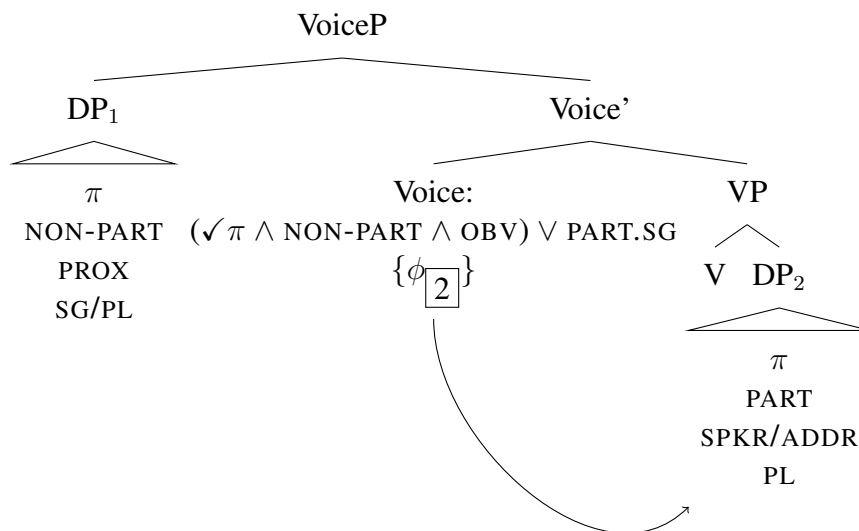 VoiceP
DP₁ Voice’
π Voice: VP
NON-PART (✓π ∧ NON-PART ∧ OBV) ∨ PART.SG
PROX {ϕ 2 } V DP₂
SG/PL
π
PART
SPKR/ADDR
PL